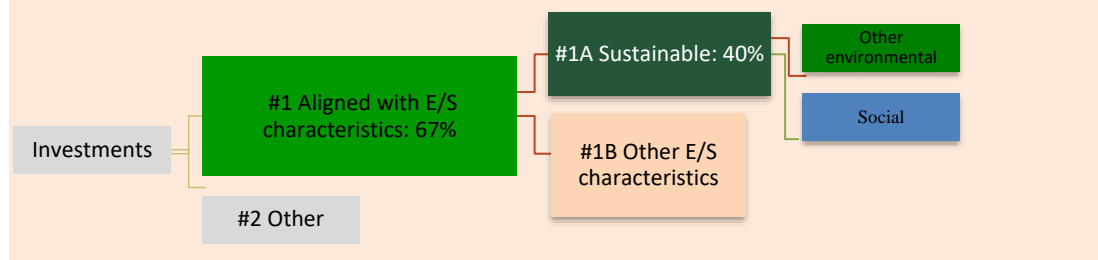 Investments
#1 Aligned with E/S
characteristics: 67%
#2 Other
#1A Sustainable: 40%
#1B Other E/S
characteristics
Other
environmental
Social